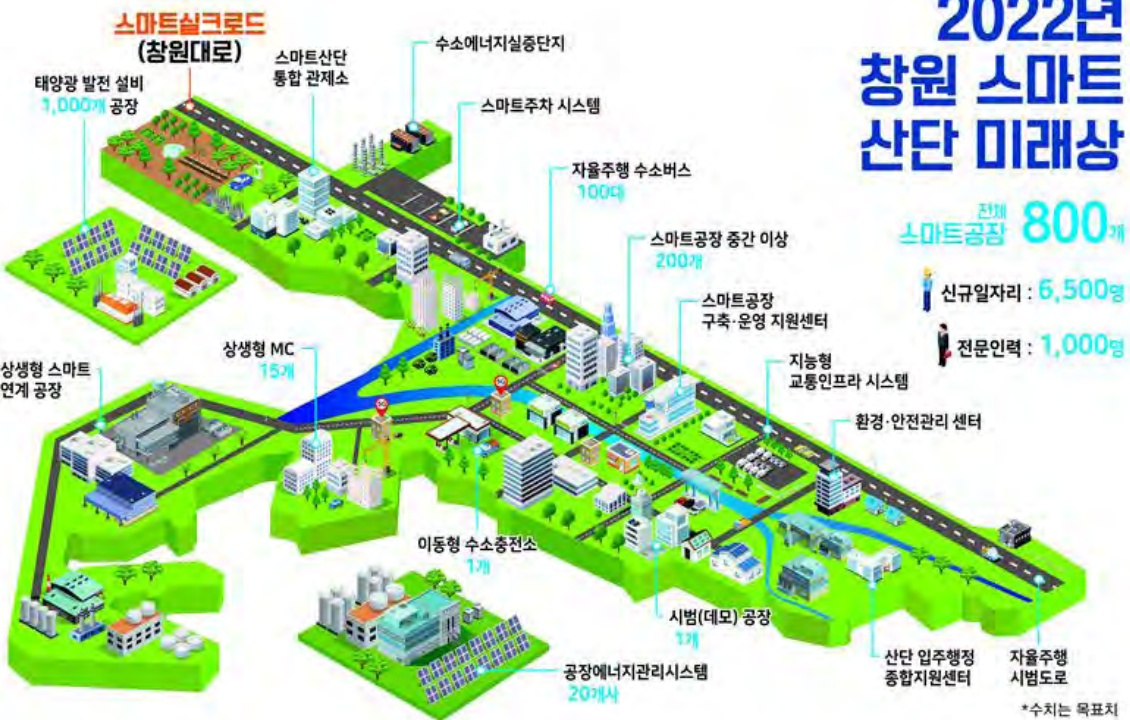 2022년
창원 스마트
산단 미래상
전체
스마트공장 800개
신규일자리 : 6,500명
전문인력 : 1,000명
스마트실크로드
(창원대로)
태양광 발전 설비
1,000개 공장
스마트산단
통합 관제소
수소에너지실증단지
스마트주차 시스템
자율주행 수소버스
100대
스마트공장 중간 이상
200개
스마트공장
구축·운영 지원센터
지능형
교통인프라 시스템
환경·안전관리 센터
상생형 스마트
연계 공장
상생형 MC
15개
5G
5G
이동형 수소충전소
1개
시범(데모) 공장
1개
공장에너지관리시스템
20개사
산단 입주행정
종합지원센터
자율주행
시범도로
*수치는 목표치